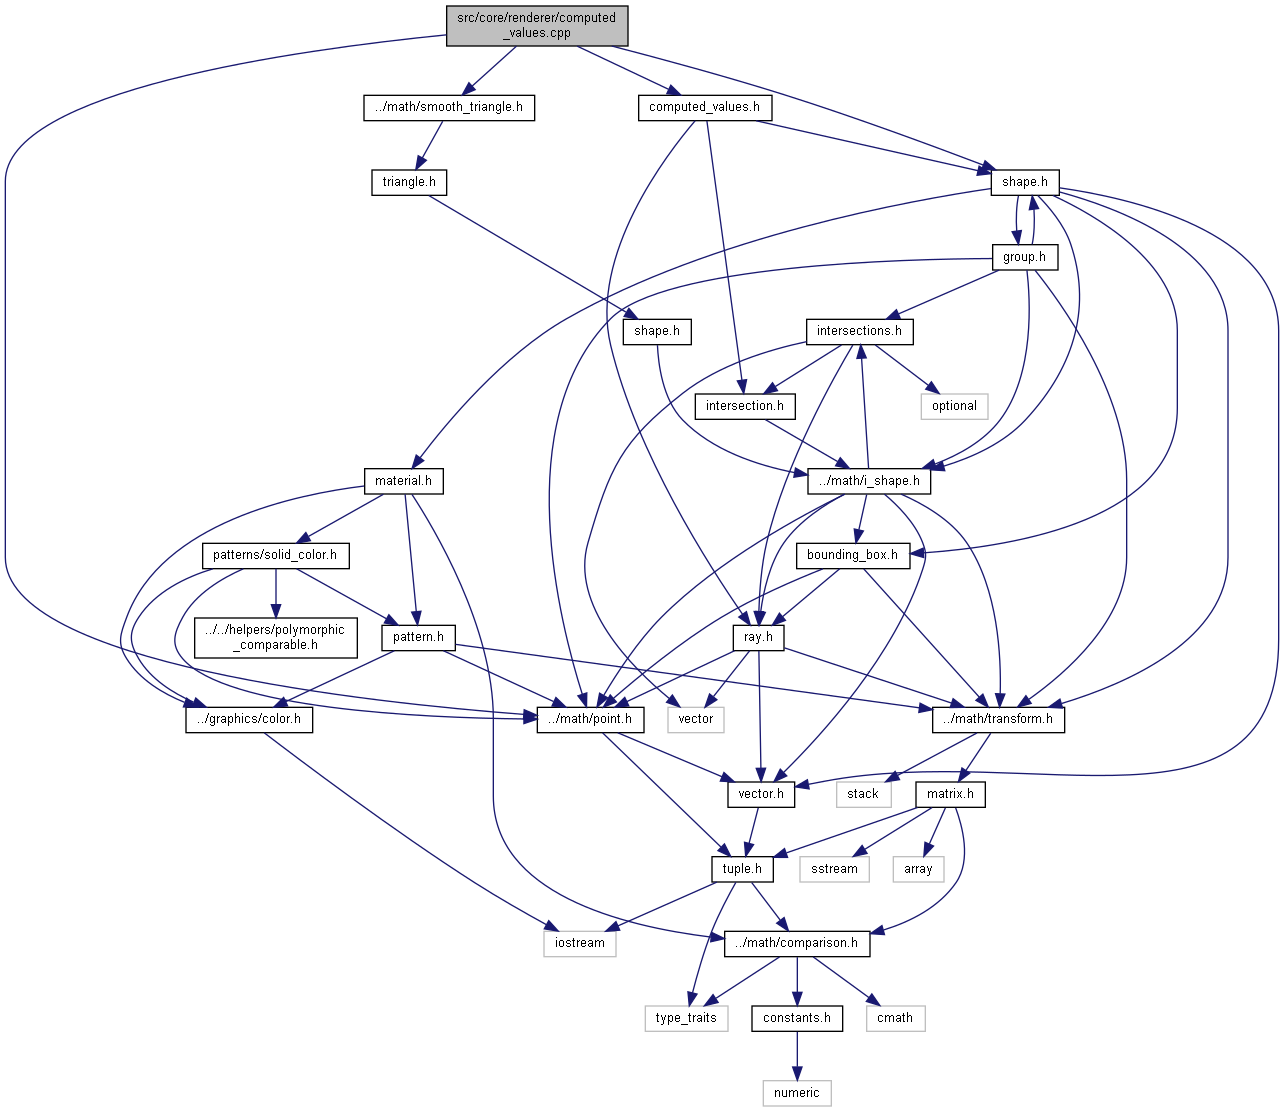 src/core/renderer/computed
_values.cpp
../math/smooth_triangle.h
computed_values.h
triangle.h
shape.h
group.h
shape.h
intersections.h
intersection.h
optional
material.h
../math/i_shape.h
patterns/solid_color.h
bounding_box.h
../../helpers/polymorphic
_comparable.h
pattern.h
ray.h
../graphics/color.h
../math/point.h
vector
../math/transform.h
vector.h
stack
matrix.h
tuple.h
sstream
array
iostream
../math/comparison.h
type_traits
constants.h
cmath
numeric